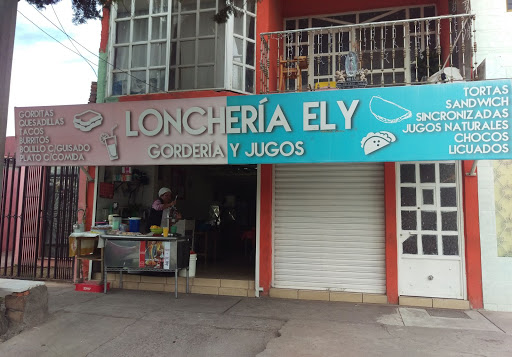 GORDITAS
QUESADILLAS
TACOS
BURRITOS
BOLILLO C/GUISADO
PLATO C/COMIDA
LONCHERÍA ELY
GORDERÍA Y JUGOS
TORTAS
SANDWICH
SINCRONIZADAS
JUGOS NATURALES
CHOCOS
LICUADOS